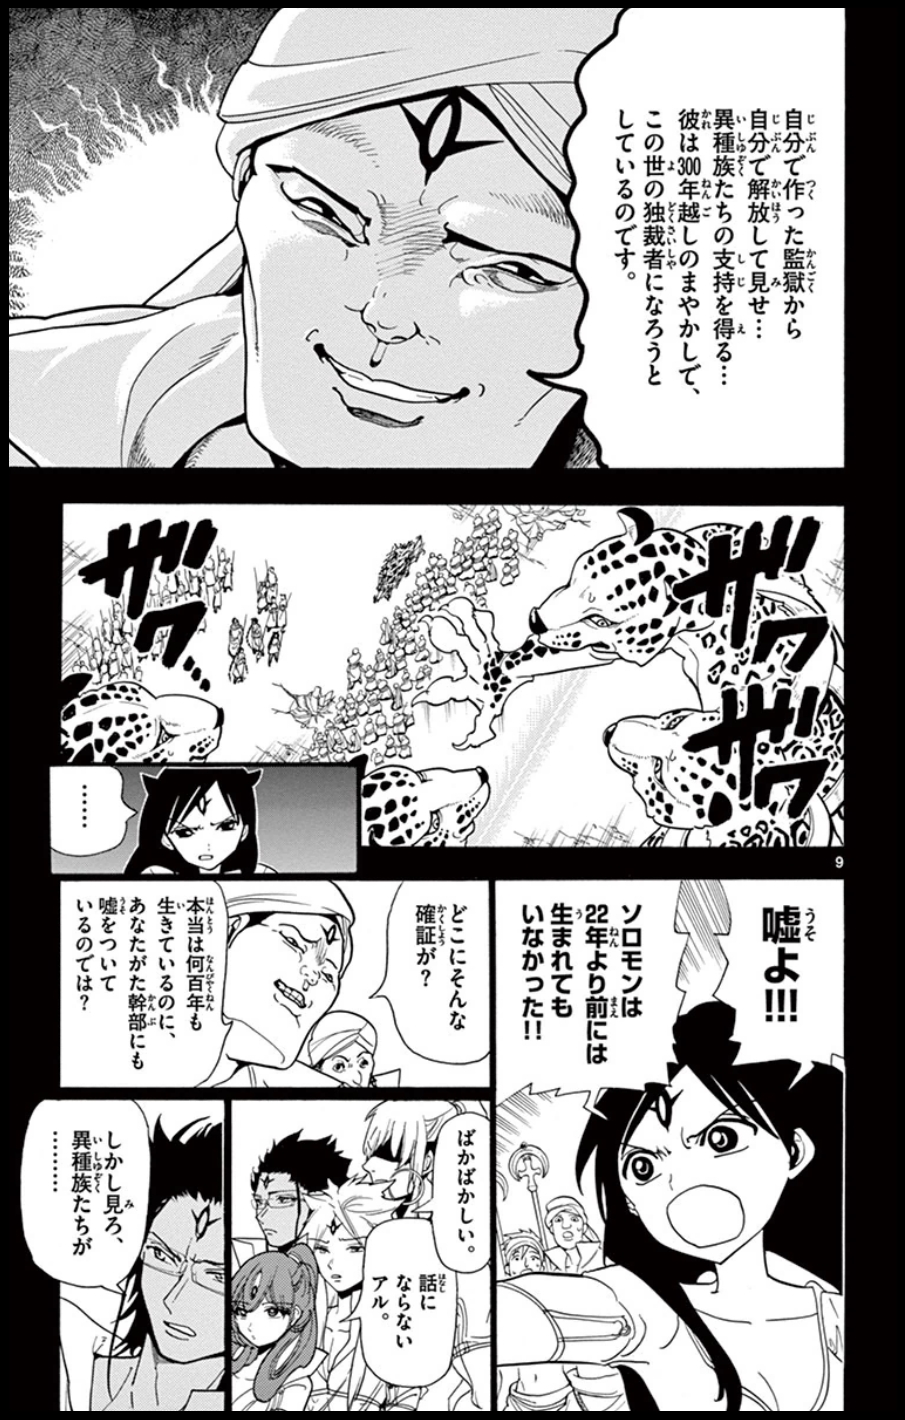 自分で作った監獄から
自分で解放して見せ…
異種族たちの支持を得る…
彼は300年越しのまやかしで、
この世の独裁者になろうと
しているのです。
ザワ
ザワ
ザワ…
……
9
嘘よ!!!
ソロモンは
22年より前には
生まれても
いなかった!!
どこにそんな
確証が?
本当は何百年も
生きているのに、
あなたがた幹部にも
嘘をついて
いるのでは?
ばかばかしい。
話に
ならない
アル。
しかし見ろ、
異種族たちが
………